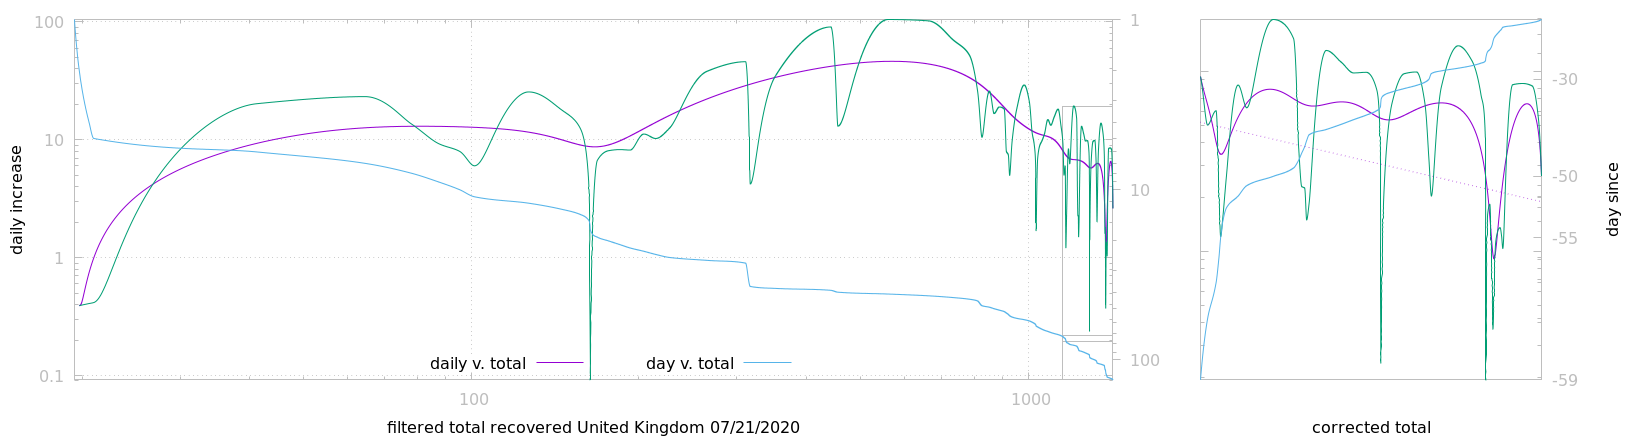 100
10
1
0.1
daily increase
daily v. total
day v. total
100
1000
filtered total recovered United Kingdom 07/21/2020
1
10
100
-30
-50
-55
-59
day since
corrected total